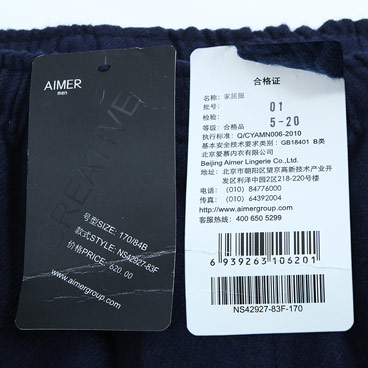 AIMER
men
号型SIZE: 170/84B
款式STYLE: NS42927-83F
价格PRICE: 620.00
aimergroup.com
合格证
名称: 家居服
批号: 01
检验: 5-20
等级: 合格品
执行标准: Q/CYAMN006-2010
基本安全技术要求类别: GB18401 B类
北京爱慕内衣有限公司
Beijing Aimer Lingerie Co.,Ltd.
北京市朝阳区望京高新技术产业开
发区利泽中园二区218-220号
电话: (010) 84776000
传真: (010) 64392004
www.aimergroup.com
客服热线: 400 650 5299
6 939263 106201
NS42927-83F-170